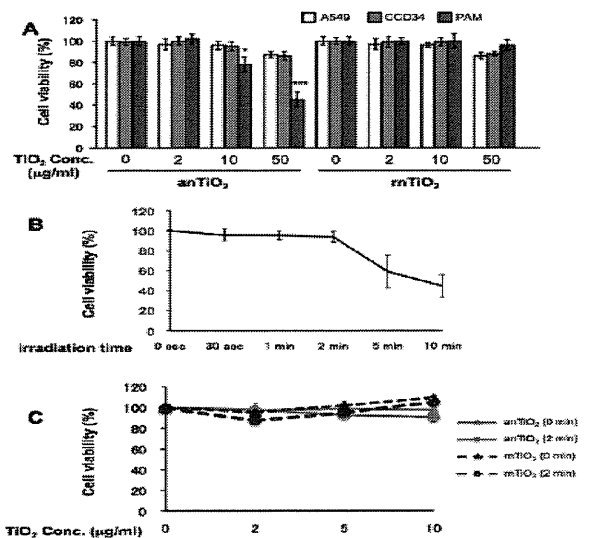 A
A549 CCD34 PAM
Cell viability (%)
120
100
80
60
40
20
0
* ***
TiO₂ Conc. (μg/ml)
0 2 10 50 0 2 10 50
anTiO₂ rnTiO₂
B
Cell viability (%)
120
100
80
60
40
20
0
irradiation time 0 sec 30 sec 1 min 2 min 5 min 10 min
C
Cell viability (%)
120
100
80
60
40
20
0
anTiO₂ (0 min)
anTiO₂ (2 min)
rnTiO₂ (0 min)
rnTiO₂ (2 min)
TiO₂ Conc. (μg/ml) 0 2 5 10